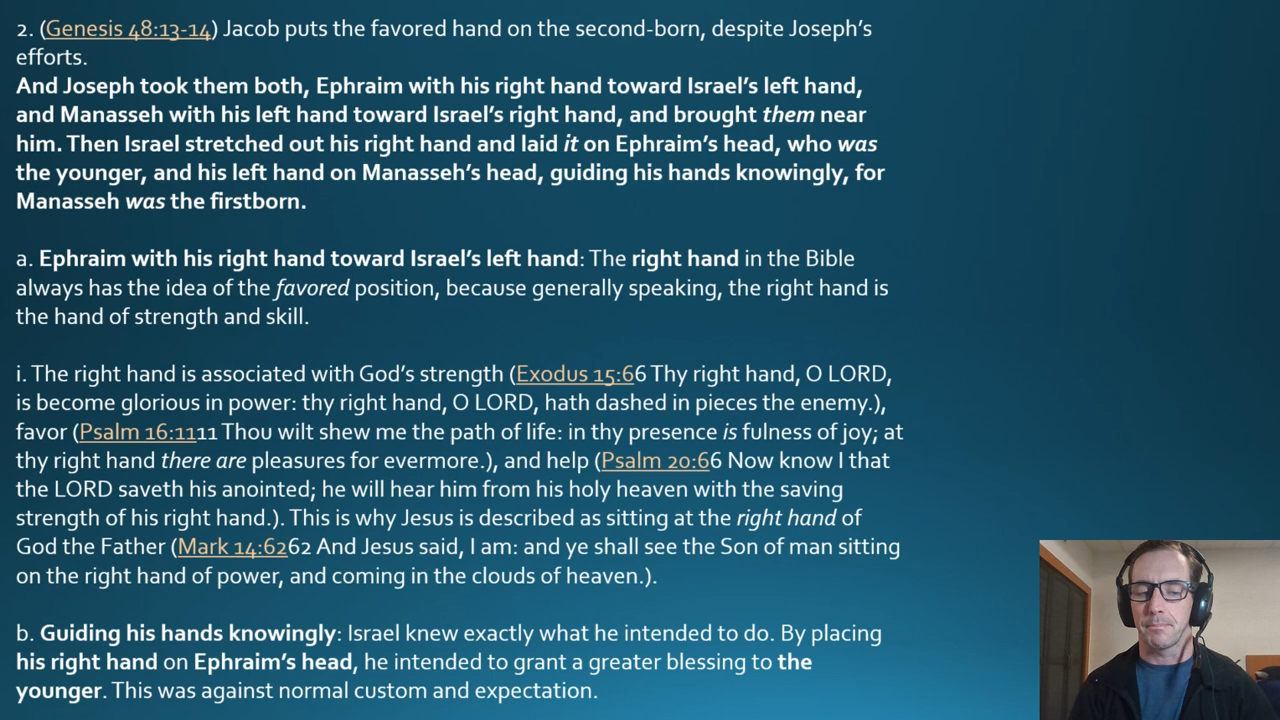 2. (Genesis 48:13-14) Jacob puts the favored hand on the second-born, despite Joseph’s
efforts.
And Joseph took them both, Ephraim with his right hand toward Israel’s left hand,
and Manasseh with his left hand toward Israel’s right hand, and brought them near
him. Then Israel stretched out his right hand and laid it on Ephraim’s head, who was
the younger, and his left hand on Manasseh’s head, guiding his hands knowingly, for
Manasseh was the firstborn.
a. Ephraim with his right hand toward Israel’s left hand: The right hand in the Bible
always has the idea of the favored position, because generally speaking, the right hand is
the hand of strength and skill.
i. The right hand is associated with God’s strength (Exodus 15:66 Thy right hand, O LORD,
is become glorious in power: thy right hand, O LORD, hath dashed in pieces the enemy.),
favor (Psalm 16:1111 Thou wilt shew me the path of life: in thy presence is fulness of joy; at
thy right hand there are pleasures for evermore.), and help (Psalm 20:66 Now know I that
the LORD saveth his anointed; he will hear him from his holy heaven with the saving
strength of his right hand.). This is why Jesus is described as sitting at the right hand of
God the Father (Mark 14:6262 And Jesus said, I am: and ye shall see the Son of man sitting
on the right hand of power, and coming in the clouds of heaven.).
b. Guiding his hands knowingly: Israel knew exactly what he intended to do. By placing
his right hand on Ephraim’s head, he intended to grant a greater blessing to the
younger. This was against normal custom and expectation.